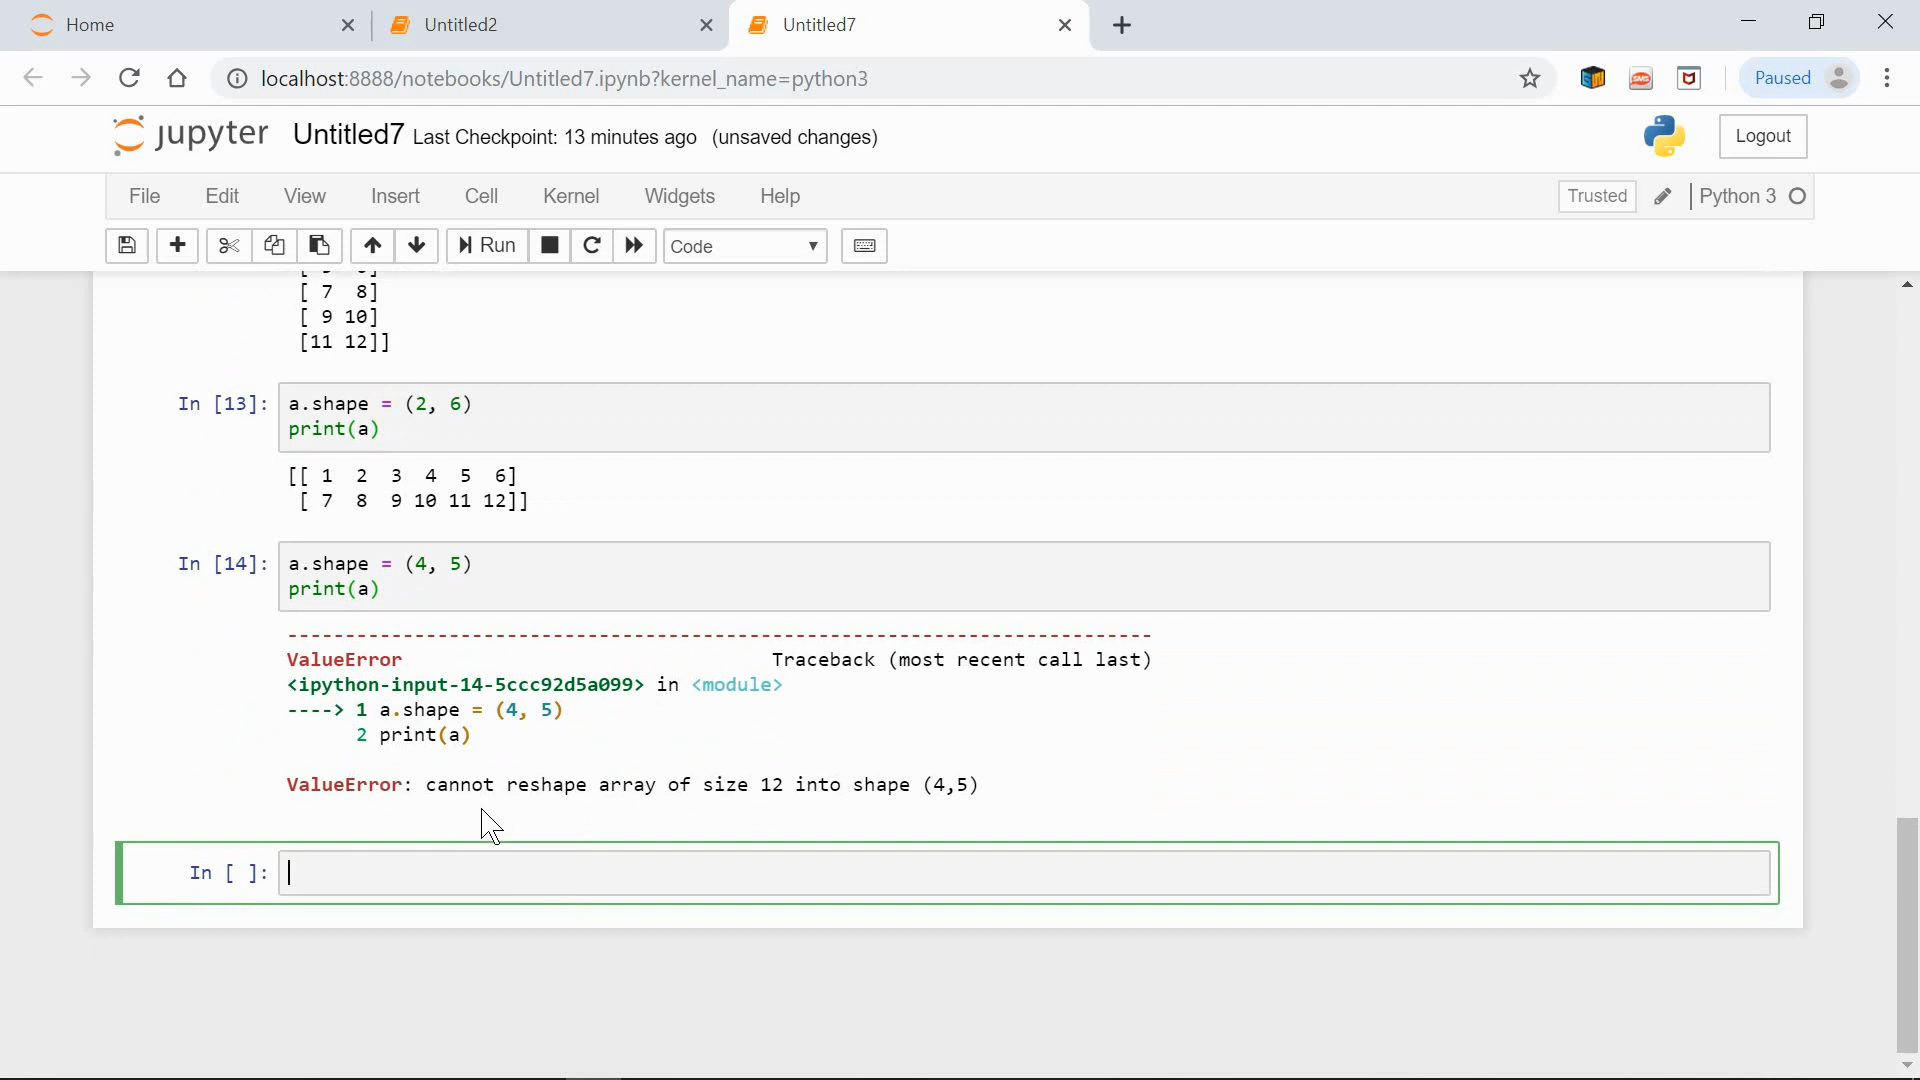 Home
Untitled2
Untitled7
localhost:8888/notebooks/Untitled7.ipynb?kernel_name=python3
Paused
jupyter Untitled7 Last Checkpoint: 13 minutes ago (unsaved changes)
Logout
File Edit View Insert Cell Kernel Widgets Help
Trusted
Python 3
Run
Code
[ 7  8]
[ 9 10]
[11 12]]
In [13]: a.shape = (2, 6)
print(a)
[[ 1  2  3  4  5  6]
[ 7  8  9 10 11 12]]
In [14]: a.shape = (4, 5)
print(a)
---------------------------------------------------------------------------
ValueError Traceback (most recent call last)
<ipython-input-14-5ccc92d5a099> in <module>
----> 1 a.shape = (4, 5)
2 print(a)
ValueError: cannot reshape array of size 12 into shape (4,5)
In [ ]: